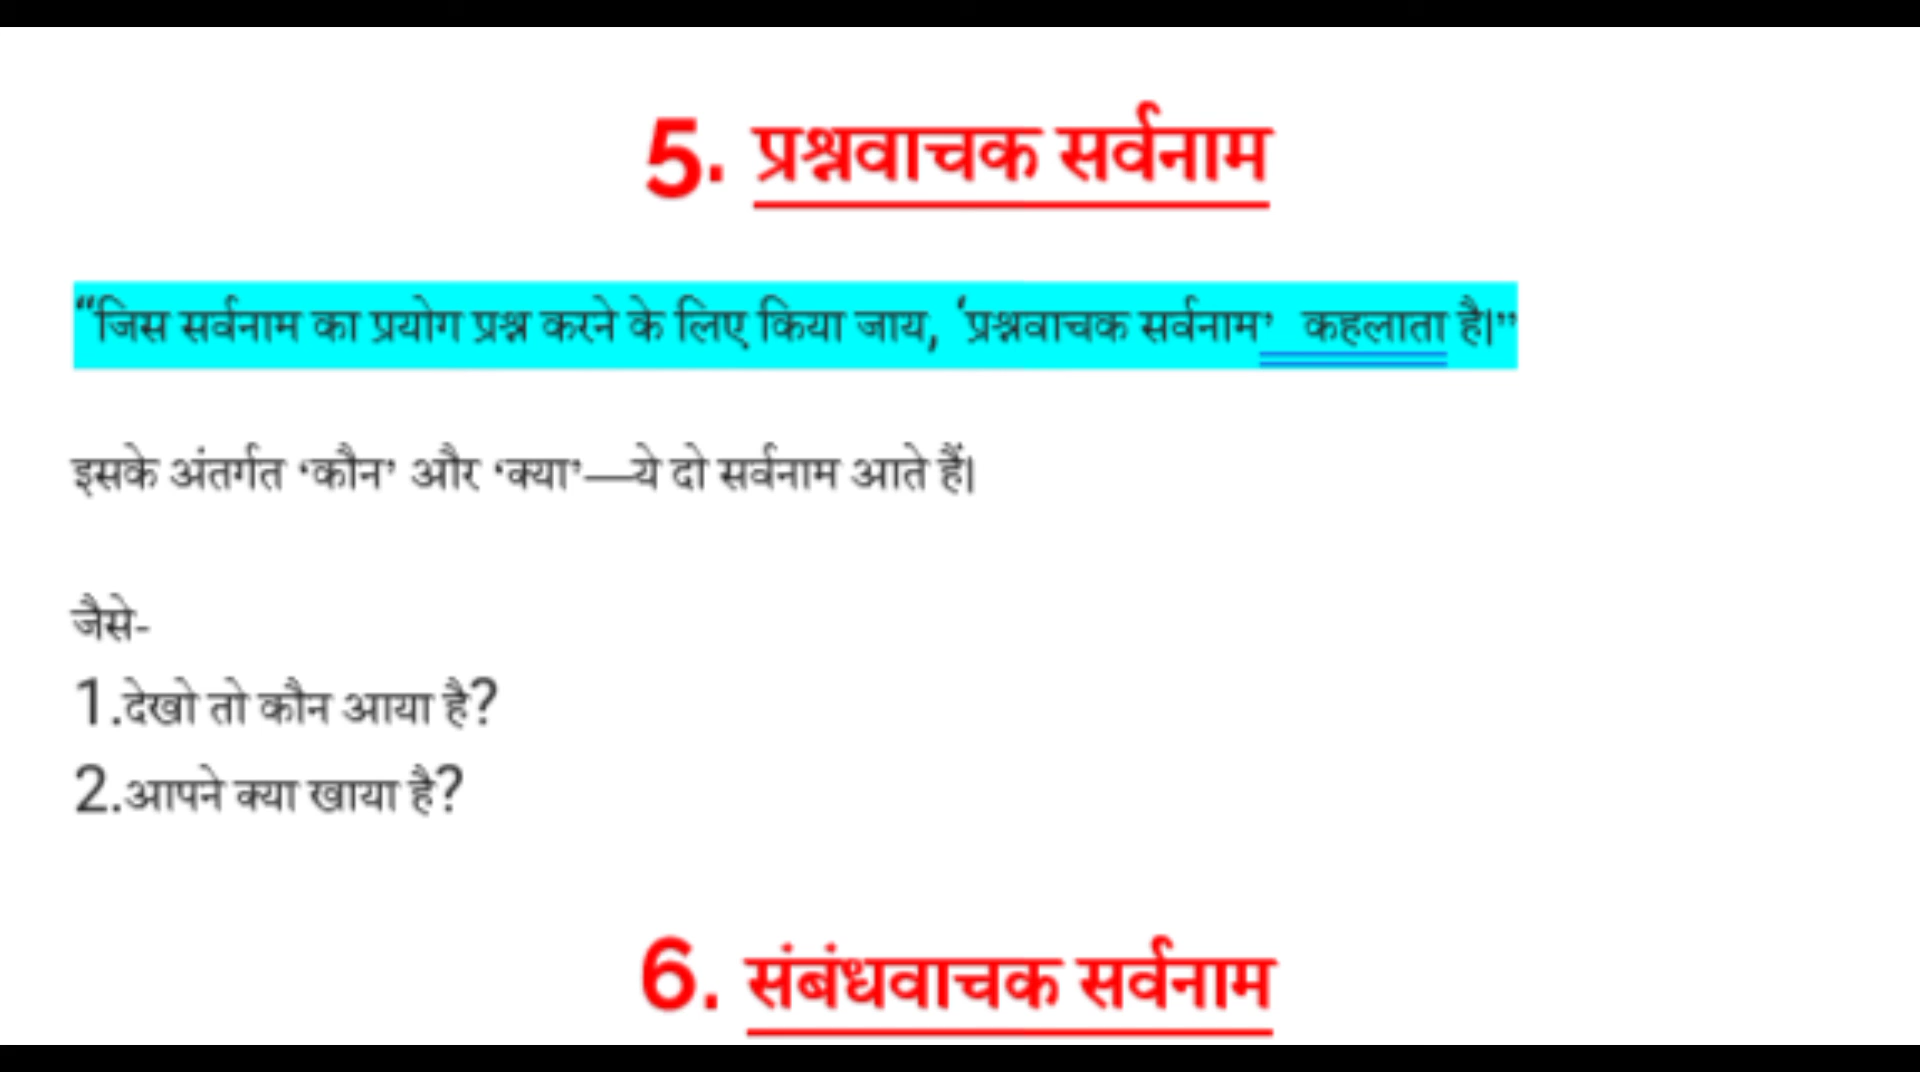 5. प्रश्नवाचक सर्वनाम
“जिस सर्वनाम का प्रयोग प्रश्न करने के लिए किया जाय, ‘प्रश्नवाचक सर्वनाम’ कहलाता है।”
इसके अंतर्गत ‘कौन’ और ‘क्या’—ये दो सर्वनाम आते हैं।
जैसे-
1.देखो तो कौन आया है?
2.आपने क्या खाया है?
6. संबंधवाचक सर्वनाम